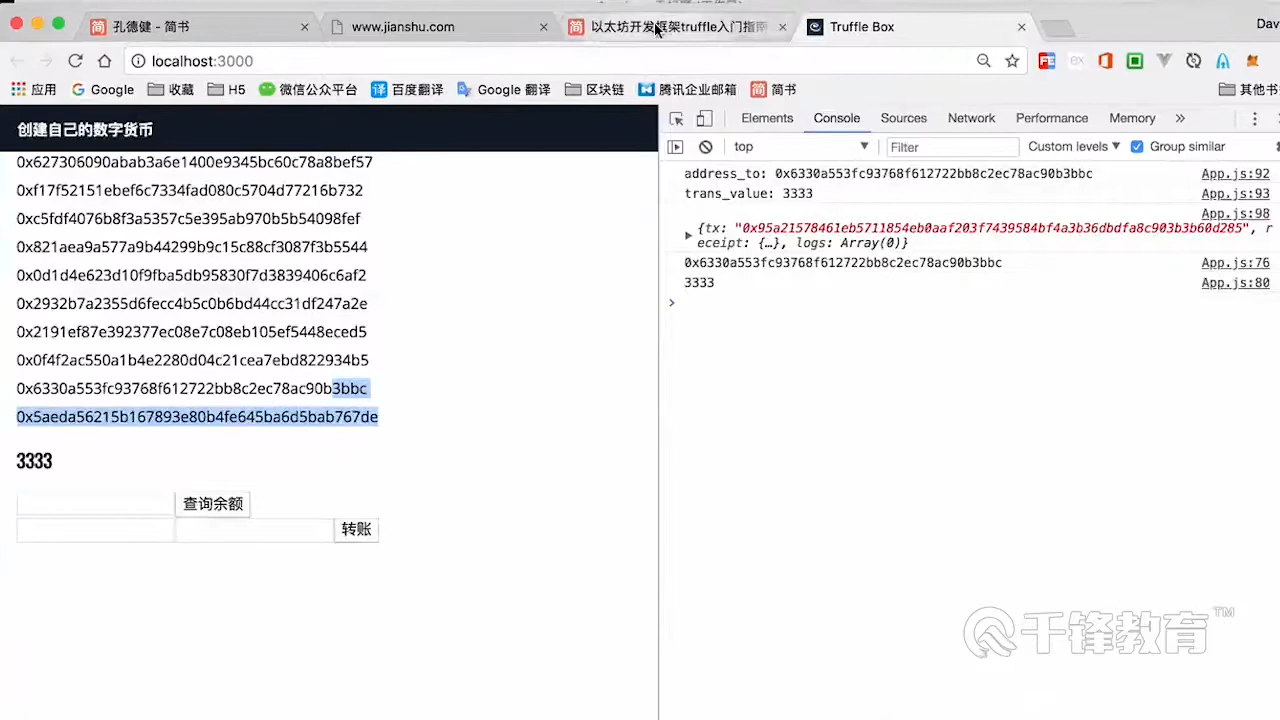 孔德健 - 简书
www.jianshu.com
以太坊开发框架truffle入门指南
Truffle Box
Dav
localhost:3000
应用
Google
收藏
H5
微信公众平台
百度翻译
Google 翻译
区块链
腾讯企业邮箱
简书
其他书
创建自己的数字货币
0x627306090abab3a6e1400e9345bc60c78a8bef57
0xf17f52151ebef6c7334fad080c5704d77216b732
0xc5fdf4076b8f3a5357c5e395ab970b5b54098fef
0x821aea9a577a9b44299b9c15c88cf3087f3b5544
0x0d1d4e623d10f9fba5db95830f7d3839406c6af2
0x2932b7a2355d6fecc4b5c0b6bd44cc31df247a2e
0x2191ef87e392377ec08e7c08eb105ef5448eced5
0x0f4f2ac550a1b4e2280d04c21cea7ebd822934b5
0x6330a553fc93768f612722bb8c2ec78ac90b3bbc
0x5aeda56215b167893e80b4fe645ba6d5bab767de
3333
查询余额
转账
Elements Console Sources Network Performance Memory »
top Filter Custom levels ▼ Group similar
address_to: 0x6330a553fc93768f612722bb8c2ec78ac90b3bbc App.js:92
trans_value: 3333 App.js:93
App.js:98
{tx: "0x95a21578461eb5711854eb0aaf203f7439584bf4a3b36dbdfa8c903b3b60d285", r
eceipt: {…}, logs: Array(0)}
0x6330a553fc93768f612722bb8c2ec78ac90b3bbc App.js:76
3333 App.js:80
千锋教育™